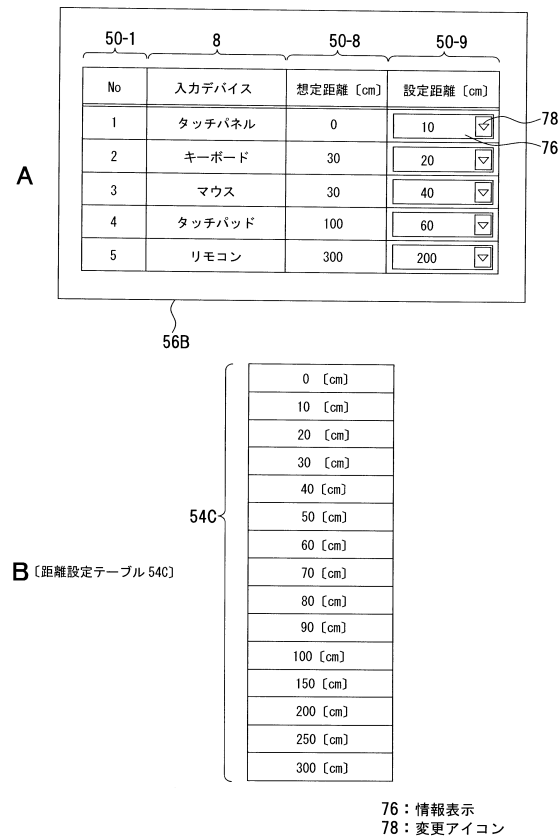 50-1 8 50-8 50-9
No 入力デバイス 想定距離〔cm〕 設定距離〔cm〕
1 タッチパネル 0 10
78
76
2 キーボード 30 20
A
3 マウス 30 40
4 タッチパッド 100 60
5 リモコン 300 200
56B
0 〔cm〕
10 〔cm〕
20 〔cm〕
30 〔cm〕
40 〔cm〕
50 〔cm〕
54C
60 〔cm〕
70 〔cm〕
B〔距離設定テーブル 54C〕
80 〔cm〕
90 〔cm〕
100 〔cm〕
150 〔cm〕
200 〔cm〕
250 〔cm〕
300 〔cm〕
76：情報表示
78：変更アイコン